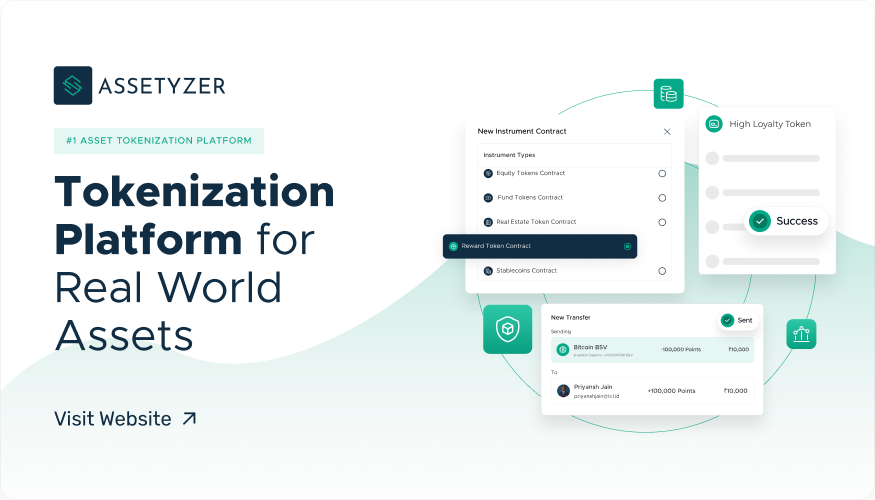 ASSETYZER
#1 ASSET TOKENIZATION PLATFORM
Tokenization
Platform for
Real World
Assets
Visit Website
New Instrument Contract
Instrument Types
Equity Tokens Contract
Fund Tokens Contract
Real Estate Token Contract
Reward Token Contract
Stablecoins Contract
High Loyalty Token
Success
New Transfer
Sent
Sending
Bitcoin BSV
-100,000 Points
₹10,000
To
Priyansh Jain
priyanshjain@tr.id
+100,000 Points
₹10,000